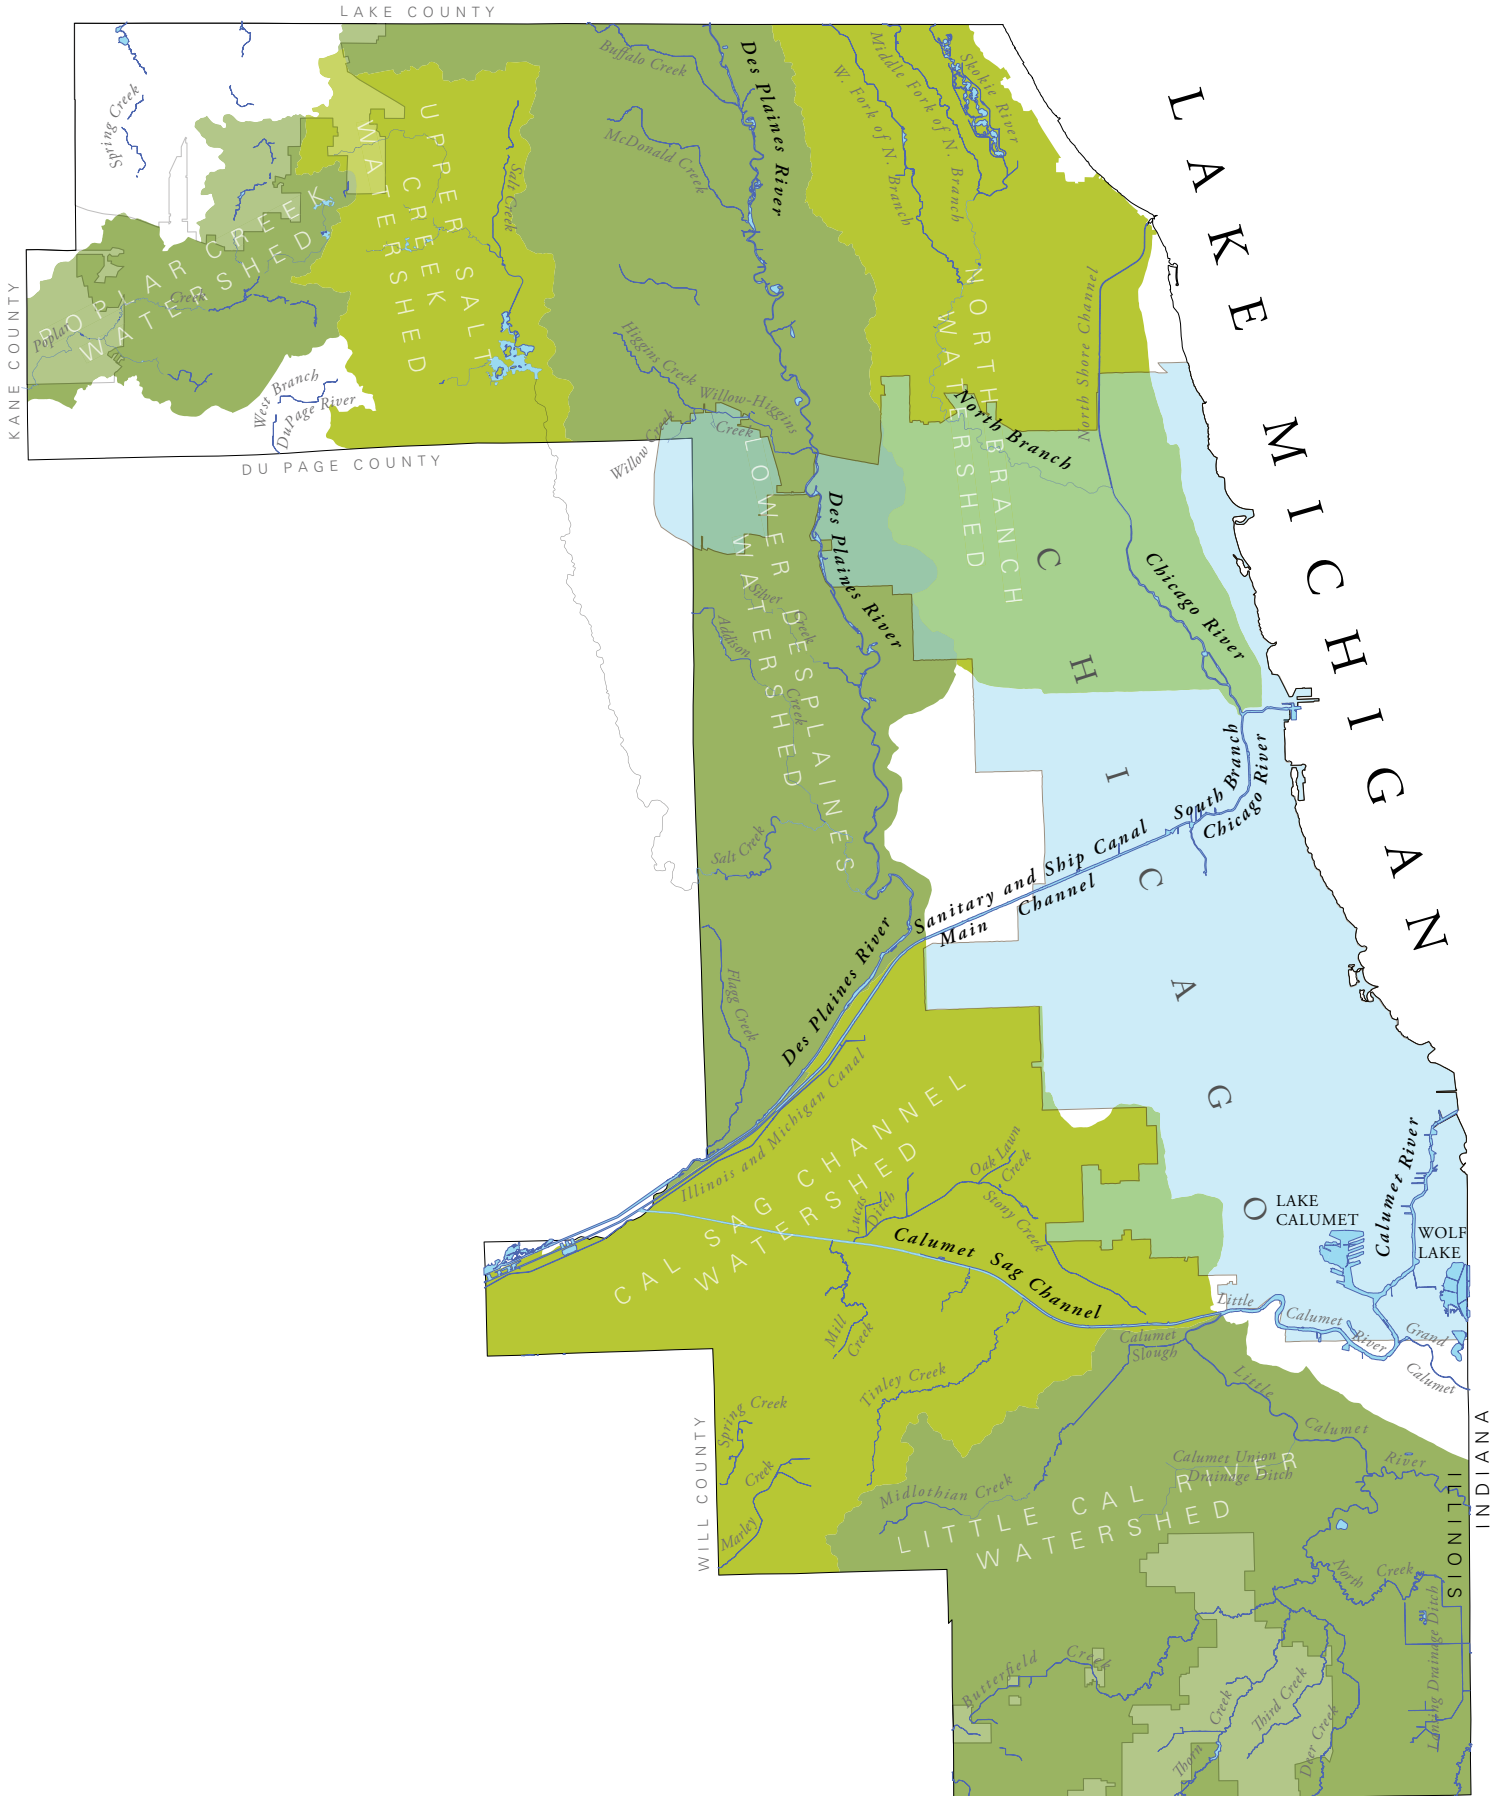 LAKE COUNTY
Buffalo Creek
Des Plaines River
W. Fork of N. Branch
Middle Fork of N. Branch
Skokie River
LAKE MICHIGAN
Spring Creek
McDonald Creek
UPPER SALT
CREEK
WATERSHED
Salt Creek
POPLAR CREEK
WATERSHED
Poplar Creek
KANE COUNTY
West Branch
DuPage River
DU PAGE COUNTY
Higgins Creek
Willow-Higgins
Creek
Willow Creek
NORTH BRANCH
WATERSHED
North Shore Channel
North Branch
Des Plaines River
LOWER DESPLAINES
WATERSHED
Silver Creek
Addison Creek
Chicago River
CHICAGO
South Branch
Chicago River
Salt Creek
Sanitary and Ship Canal
Main Channel
Des Plaines River
Flagg Creek
Illinois and Michigan Canal
CAL SAG CHANNEL
WATERSHED
Oak Lawn
Creek
Stony Creek
Lucas
Ditch
Calumet Sag Channel
Calumet River
LAKE
CALUMET
WOLF
LAKE
Mill
Creek
Tinley Creek
Little Calumet River
Grand
Calumet
Calumet
Slough
Little Calumet River
Spring Creek
Marley Creek
WILL COUNTY
Midlothian Creek
Calumet Union
Drainage Ditch
LITTLE CAL RIVER
WATERSHED
ILLINOIS
INDIANA
North Creek
Lansing Drainage Ditch
Butterfield Creek
Thorn Creek
Third Creek
Deer Creek